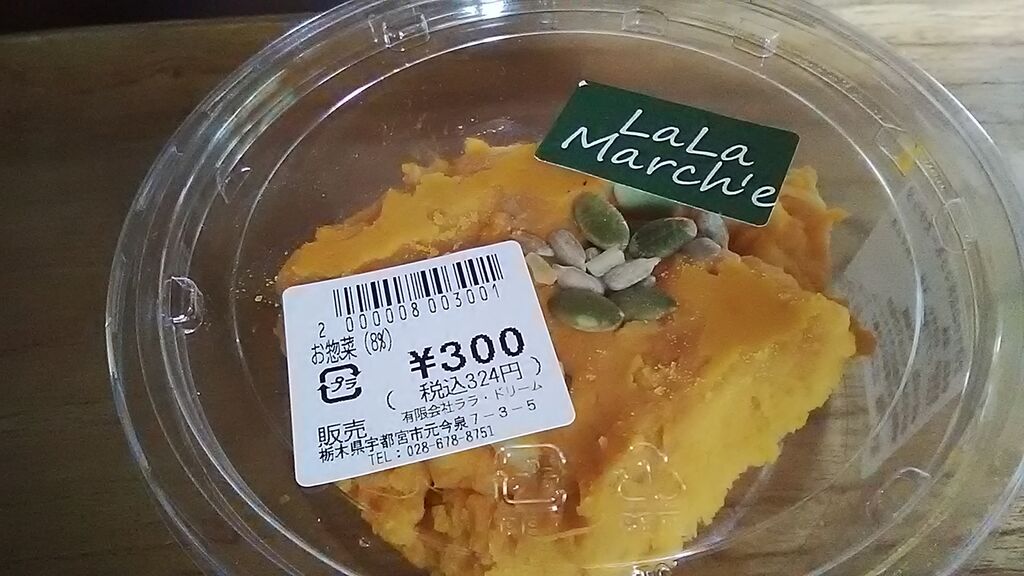 LaLa
Marche
2 000008 003001
お惣菜 (8%)
¥300
プラ
( 税込324円 )
有限会社ララ・ドリーム
販売
栃木県宇都宮市元今泉7-3-5
TEL:028-678-8751